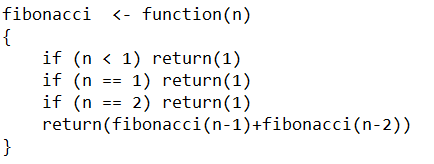 fibonacci  <- function(n)
{
    if (n < 1) return(1)
    if (n == 1) return(1)
    if (n == 2) return(1)
    return(fibonacci(n-1)+fibonacci(n-2))
}